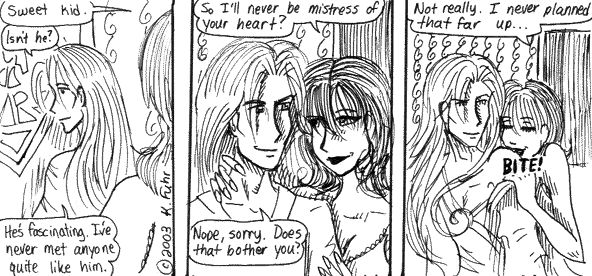 Sweet kid.
Isn't he?
He's fascinating. I've
never met anyone
quite like him.
©2003 K. Fuhr
So I'll never be mistress of
your heart?
Nope, sorry. Does
that bother you?
Not really. I never planned
that far up...
BITE!